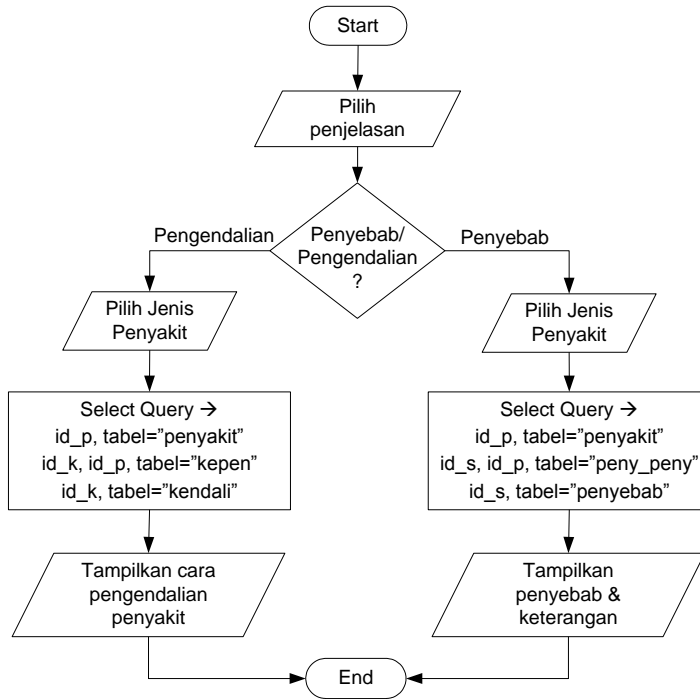 Start
Pilih
penjelasan
Penyebab/
Pengendalian
?
Pengendalian
Penyebab
Pilih Jenis
Penyakit
Pilih Jenis
Penyakit
Select Query →
id_p, tabel=”penyakit”
id_k, id_p, tabel=”kepen”
id_k, tabel=”kendali”
Select Query →
id_p, tabel=”penyakit”
id_s, id_p, tabel=”peny_peny”
id_s, tabel=”penyebab”
Tampilkan cara
pengendalian
penyakit
Tampilkan
penyebab &
keterangan
End